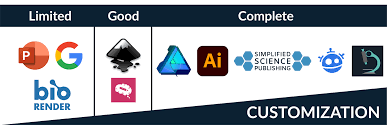 Limited
Good
Complete
P
G
bio
RENDER
Ai
SIMPLIFIED
SCIENCE
PUBLISHING
CUSTOMIZATION